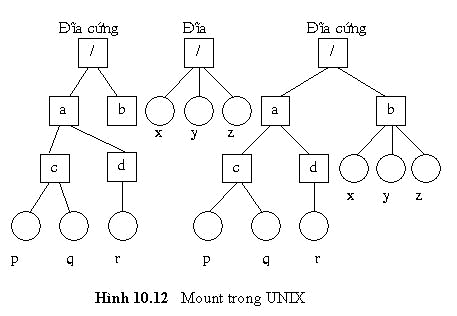 Đĩa cứng Đĩa Đĩa cứng
/ / /
a b x y z a b
c d c d x y z
p q r p q r
Hình 10.12 Mount trong UNIX